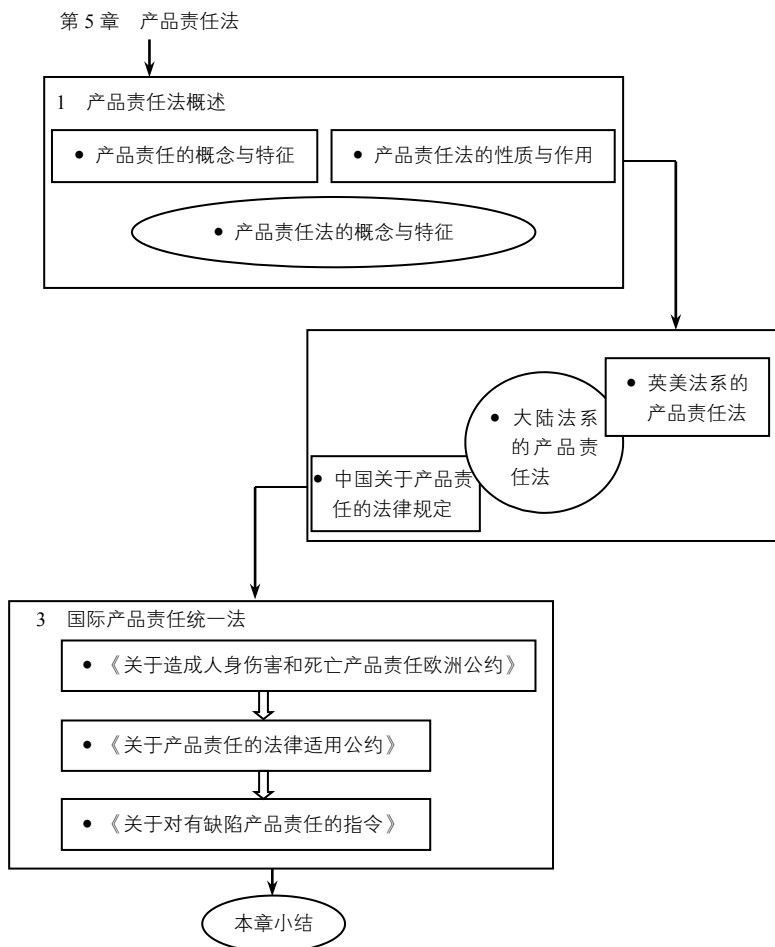 第 5 章　产品责任法
1　产品责任法概述
● 产品责任的概念与特征
● 产品责任法的性质与作用
● 产品责任法的概念与特征
● 英美法系的
产品责任法
● 大陆法系
的产品责
任法
● 中国关于产品责
任的法律规定
3　国际产品责任统一法
● 《关于造成人身伤害和死亡产品责任欧洲公约》
● 《关于产品责任的法律适用公约》
● 《关于对有缺陷产品责任的指令》
本章小结